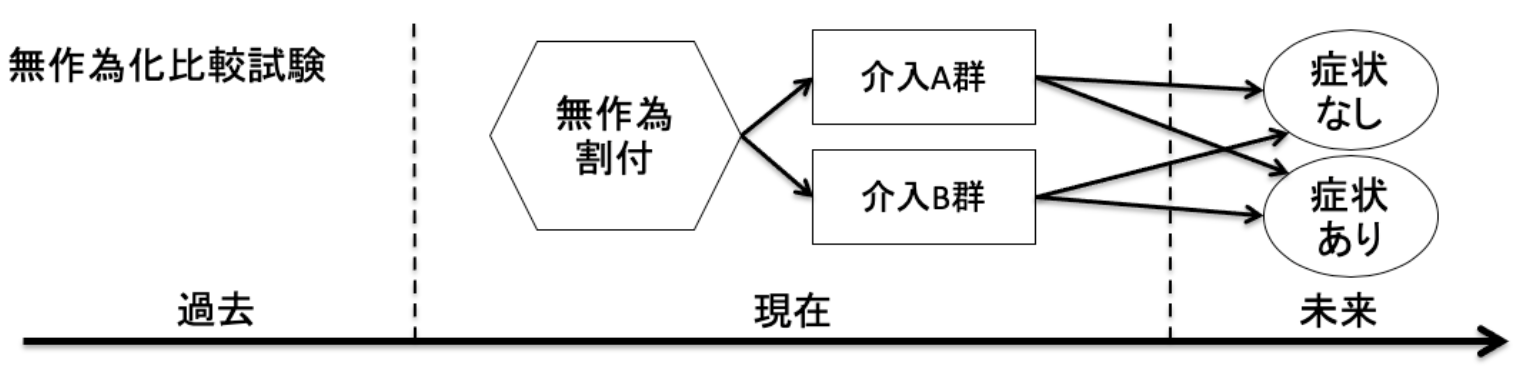 無作為化比較試験
無作為
割付
介入A群
介入B群
症状
なし
症状
あり
過去
現在
未来